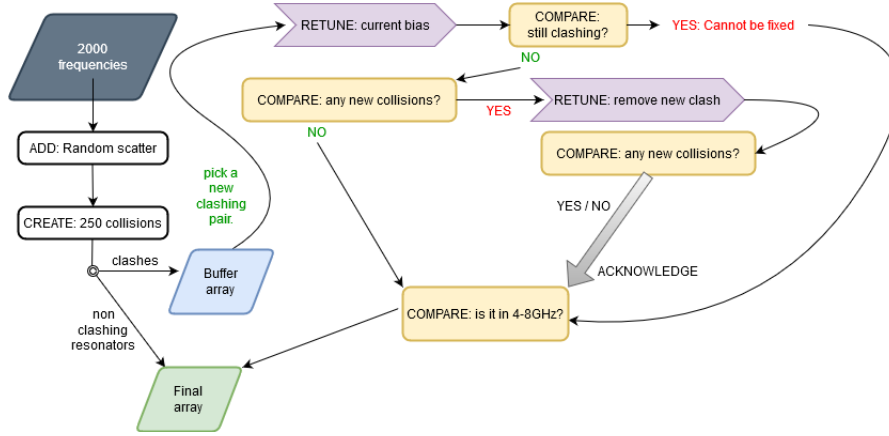 2000
frequencies
ADD: Random scatter
CREATE: 250 collisions
clashes
non
clashing
resonators
Buffer
array
Final
array
pick a
new
clashing
pair.
RETUNE: current bias
COMPARE:
still clashing?
YES: Cannot be fixed
NO
COMPARE: any new collisions?
YES
RETUNE: remove new clash
NO
COMPARE: any new collisions?
YES / NO
ACKNOWLEDGE
COMPARE: is it in 4-8GHz?